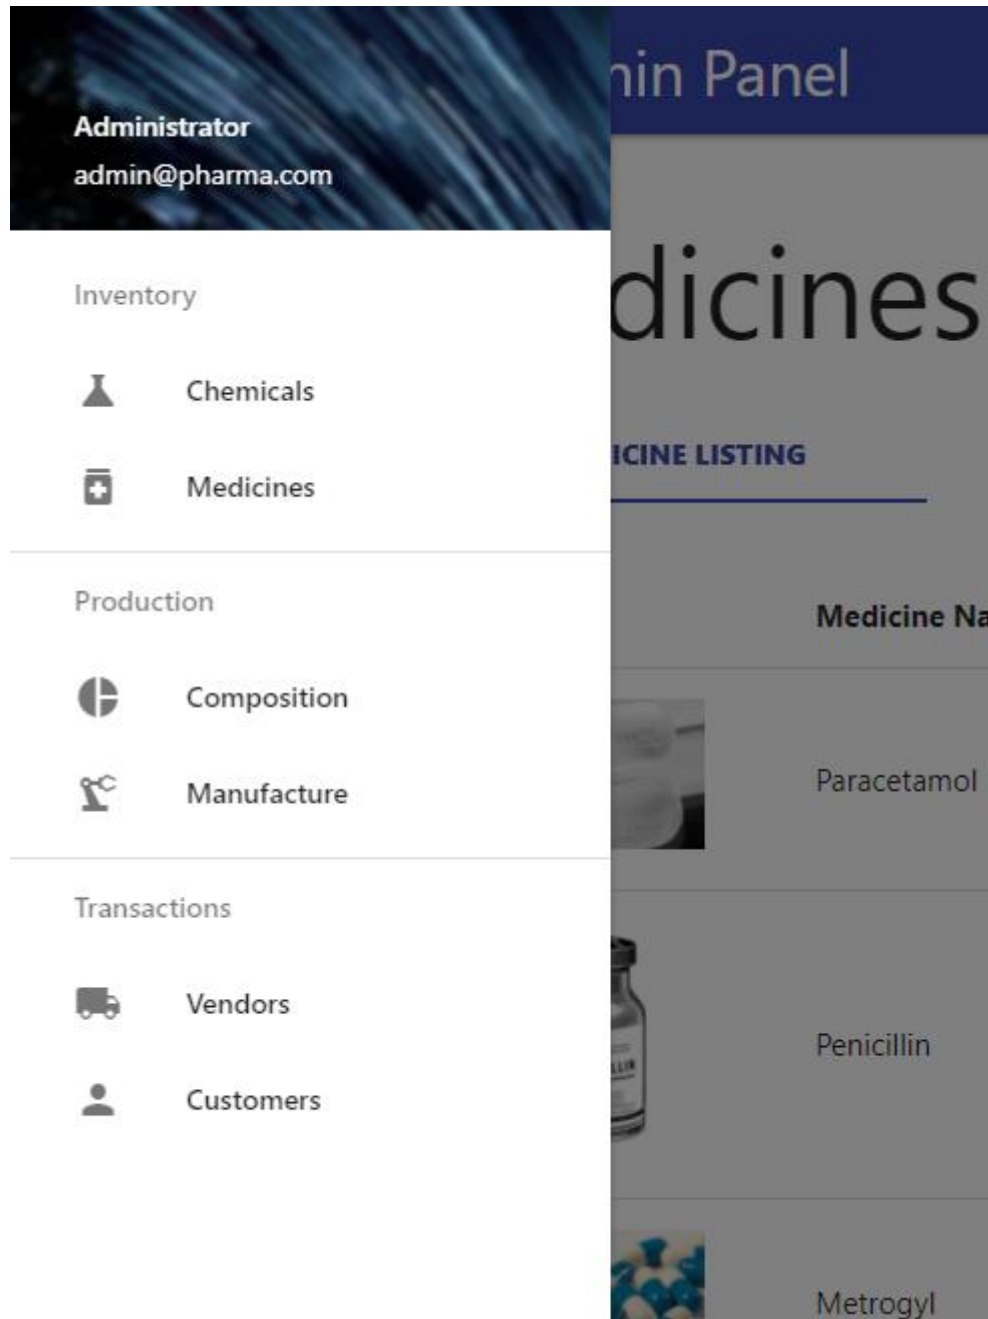 Administrator
admin@pharma.com
Inventory
Chemicals
Medicines
Production
Composition
Manufacture
Transactions
Vendors
Customers
nin Panel
dicines
ICINE LISTING
Medicine Na
Paracetamol
Penicillin
Metrogyl